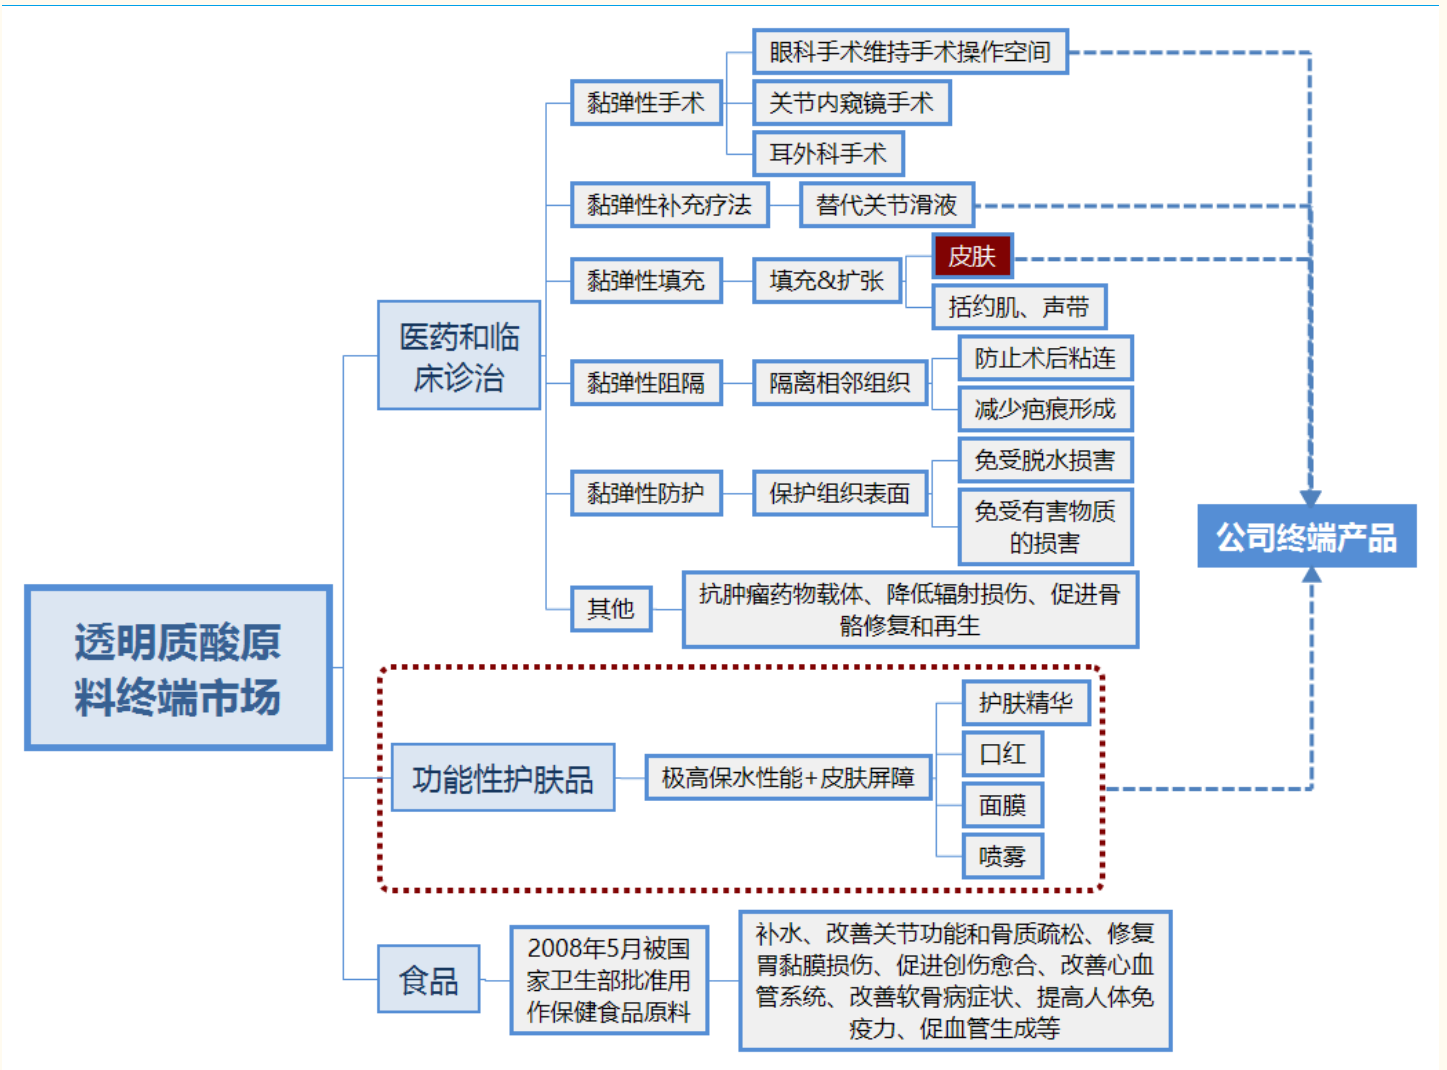 透明质酸原
料终端市场
医药和临
床诊治
黏弹性手术
眼科手术维持手术操作空间
关节内窥镜手术
耳外科手术
黏弹性补充疗法
替代关节滑液
黏弹性填充
填充&扩张
皮肤
括约肌、声带
黏弹性阻隔
隔离相邻组织
防止术后粘连
减少疤痕形成
黏弹性防护
保护组织表面
免受脱水损害
免受有害物质
的损害
其他
抗肿瘤药物载体、降低辐射损伤、促进骨
骼修复和再生
功能性护肤品
极高保水性能+皮肤屏障
护肤精华
口红
面膜
喷雾
食品
2008年5月被国
家卫生部批准用
作保健食品原料
补水、改善关节功能和骨质疏松、修复
胃黏膜损伤、促进创伤愈合、改善心血
管系统、改善软骨病症状、提高人体免
疫力、促血管生成等
公司终端产品